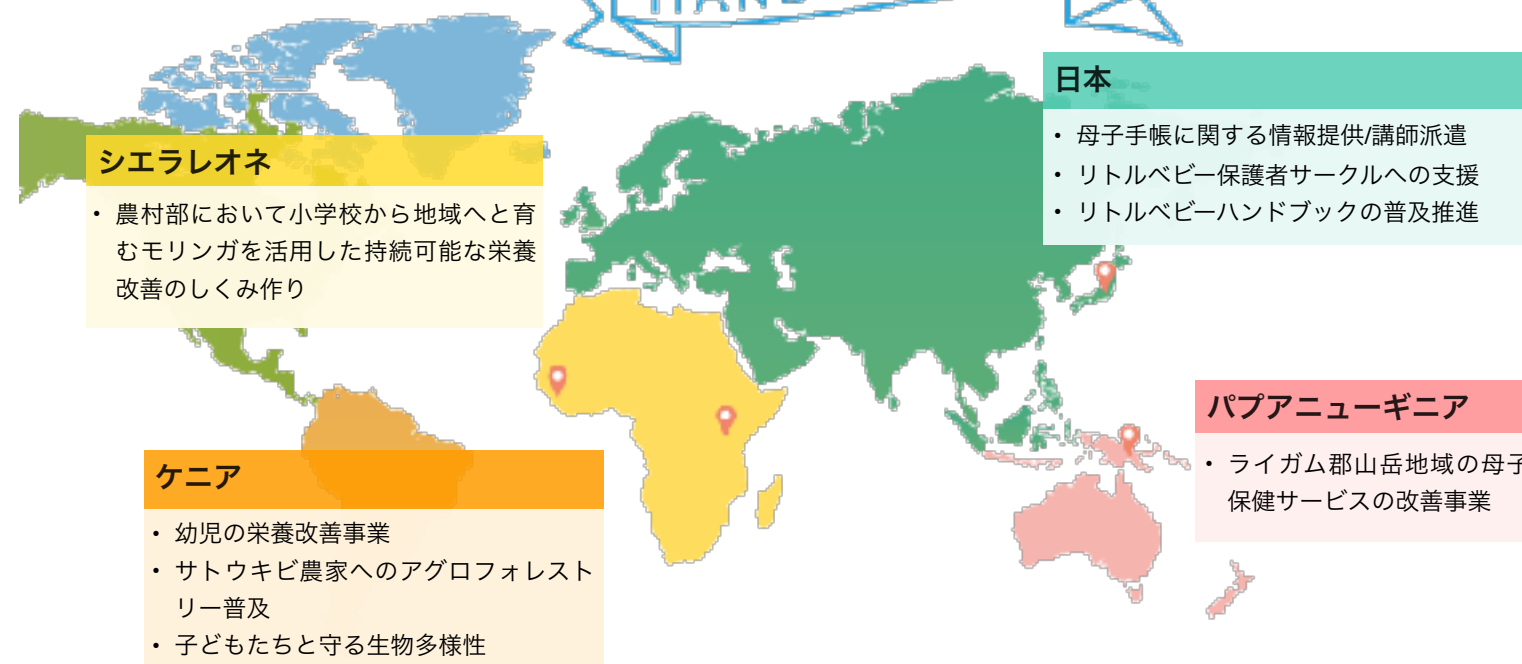 HAND
日本
• 母子手帳に関する情報提供/講師派遣
• リトルベビー保護者サークルへの支援
• リトルベビーハンドブックの普及推進
シエラレオネ
• 農村部において小学校から地域へと育
むモリンガを活用した持続可能な栄養
改善のしくみ作り
パプアニューギニア
• ライガム郡山岳地域の母子
保健サービスの改善事業
ケニア
• 幼児の栄養改善事業
• サトウキビ農家へのアグロフォレスト
リー普及
• 子どもたちと守る生物多様性